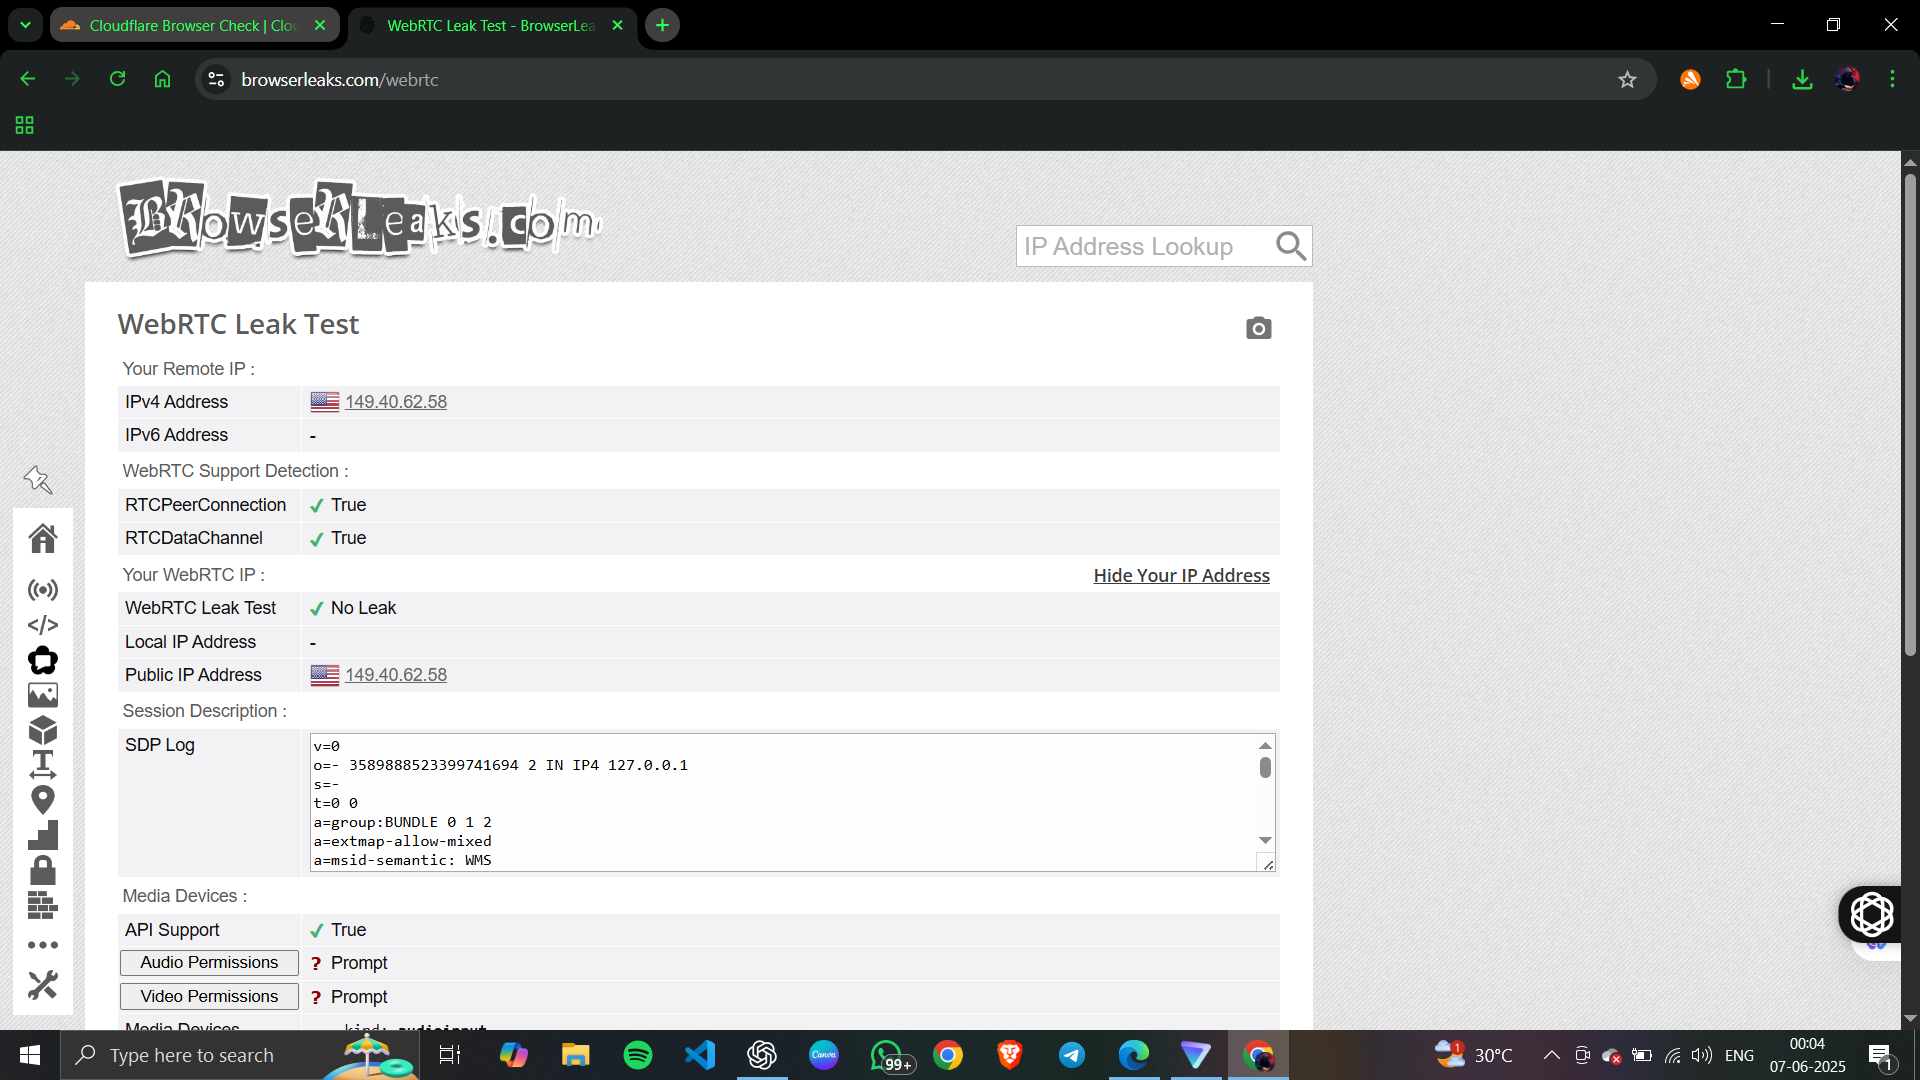 Cloudflare Browser Check | Clou
WebRTC Leak Test - BrowserLea
browserleaks.com/webrtc
BrowserLeaks.com
IP Address Lookup
WebRTC Leak Test
Your Remote IP :
IPv4 Address 149.40.62.58
IPv6 Address -
WebRTC Support Detection :
RTCPeerConnection ✓ True
RTCDataChannel ✓ True
Your WebRTC IP : Hide Your IP Address
WebRTC Leak Test ✓ No Leak
Local IP Address -
Public IP Address 149.40.62.58
Session Description :
SDP Log
v=0
o=- 3589888523399741694 2 IN IP4 127.0.0.1
s=-
t=0 0
a=group:BUNDLE 0 1 2
a=extmap-allow-mixed
a=msid-semantic: WMS
Media Devices :
API Support ✓ True
Audio Permissions ? Prompt
Video Permissions ? Prompt
Media Devices kind: audioinput
Type here to search
Canva
99+
1
30°C
ENG
00:04
07-06-2025
1